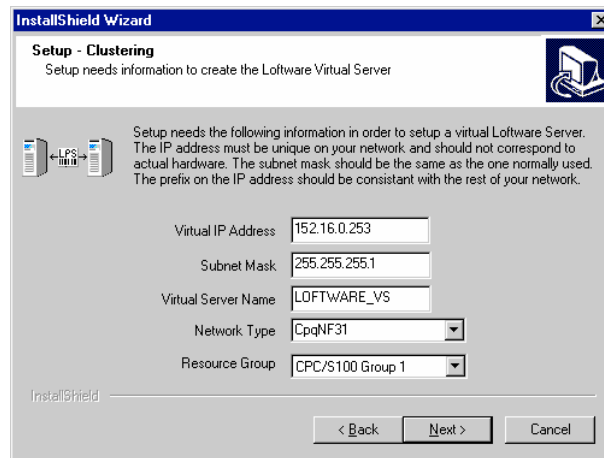 InstallShield Wizard
Setup - Clustering
Setup needs information to create the Loftware Virtual Server
LPS
Setup needs the following information in order to setup a virtual Loftware Server.
The IP address must be unique on your network and should not correspond to
actual hardware. The subnet mask should be the same as the one normally used.
The prefix on the IP address should be consistant with the rest of your network.
Virtual IP Address 152.16.0.253
Subnet Mask 255.255.255.1
Virtual Server Name LOFTWARE_VS
Network Type CpqNF31
Resource Group CPC/S100 Group 1
InstallShield
< Back Next > Cancel